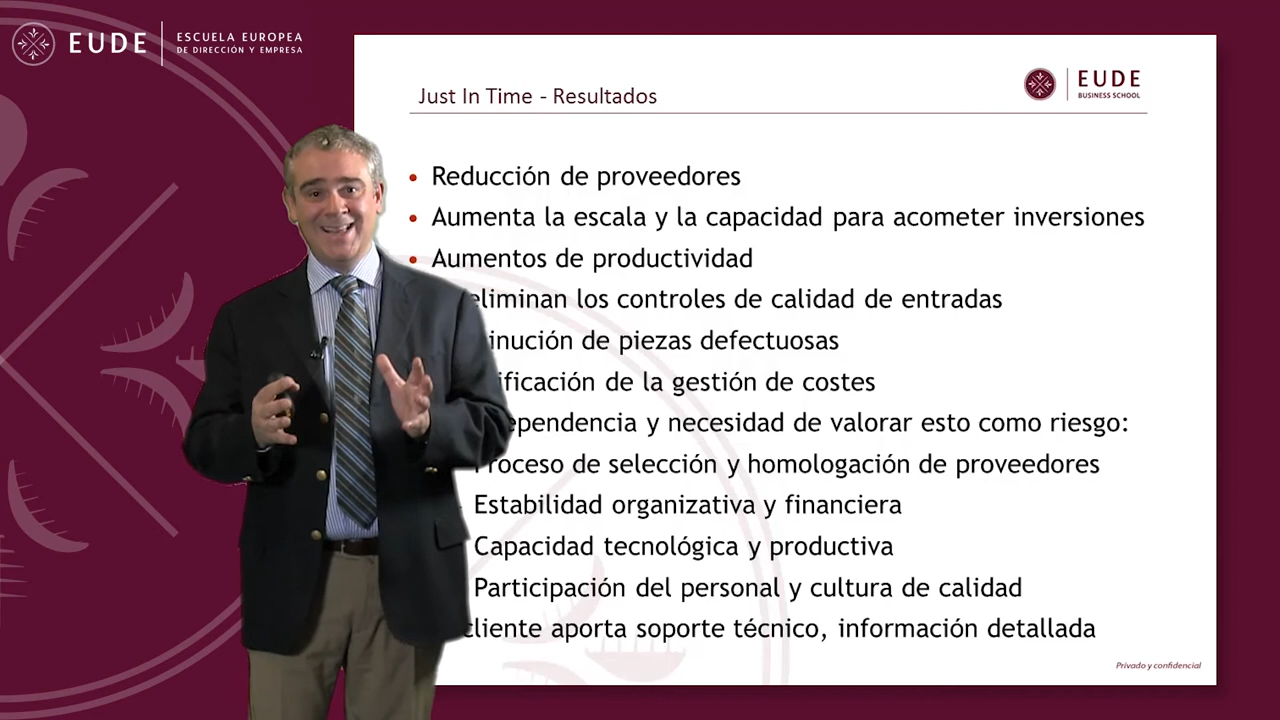 EUDE
ESCUELA EUROPEA
DE DIRECCIÓN Y EMPRESA
Just In Time - Resultados
EUDE
BUSINESS SCHOOL
• Reducción de proveedores
• Aumenta la escala y la capacidad para acometer inversiones
• Aumentos de productividad
eliminan los controles de calidad de entradas
de piezas defectuosas
de la gestión de costes
y necesidad de valorar esto como riesgo:
Proceso de selección y homologación de proveedores
Estabilidad organizativa y financiera
Capacidad tecnológica y productiva
Participación del personal y cultura de calidad
cliente aporta soporte técnico, información detallada
Privado y confidencial